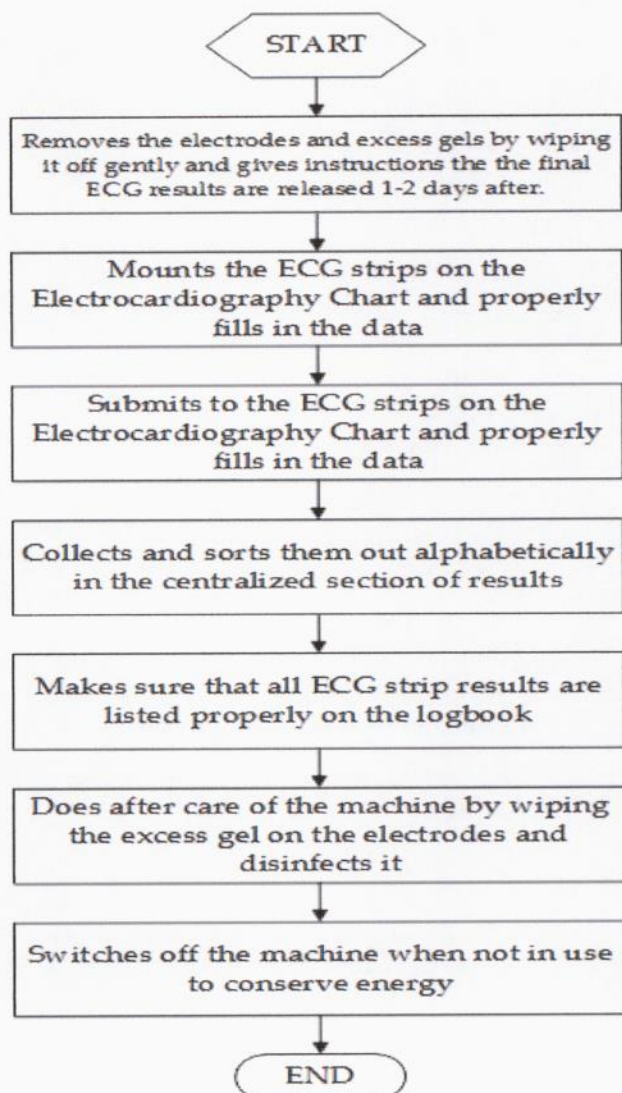 START
Removes the electrodes and excess gels by wiping
it off gently and gives instructions the the final
ECG results are released 1-2 days after.
Mounts the ECG strips on the
Electrocardiography Chart and properly
fills in the data
Submits to the ECG strips on the
Electrocardiography Chart and properly
fills in the data
Collects and sorts them out alphabetically
in the centralized section of results
Makes sure that all ECG strip results are
listed properly on the logbook
Does after care of the machine by wiping
the excess gel on the electrodes and
disinfects it
Switches off the machine when not in use
to conserve energy
END